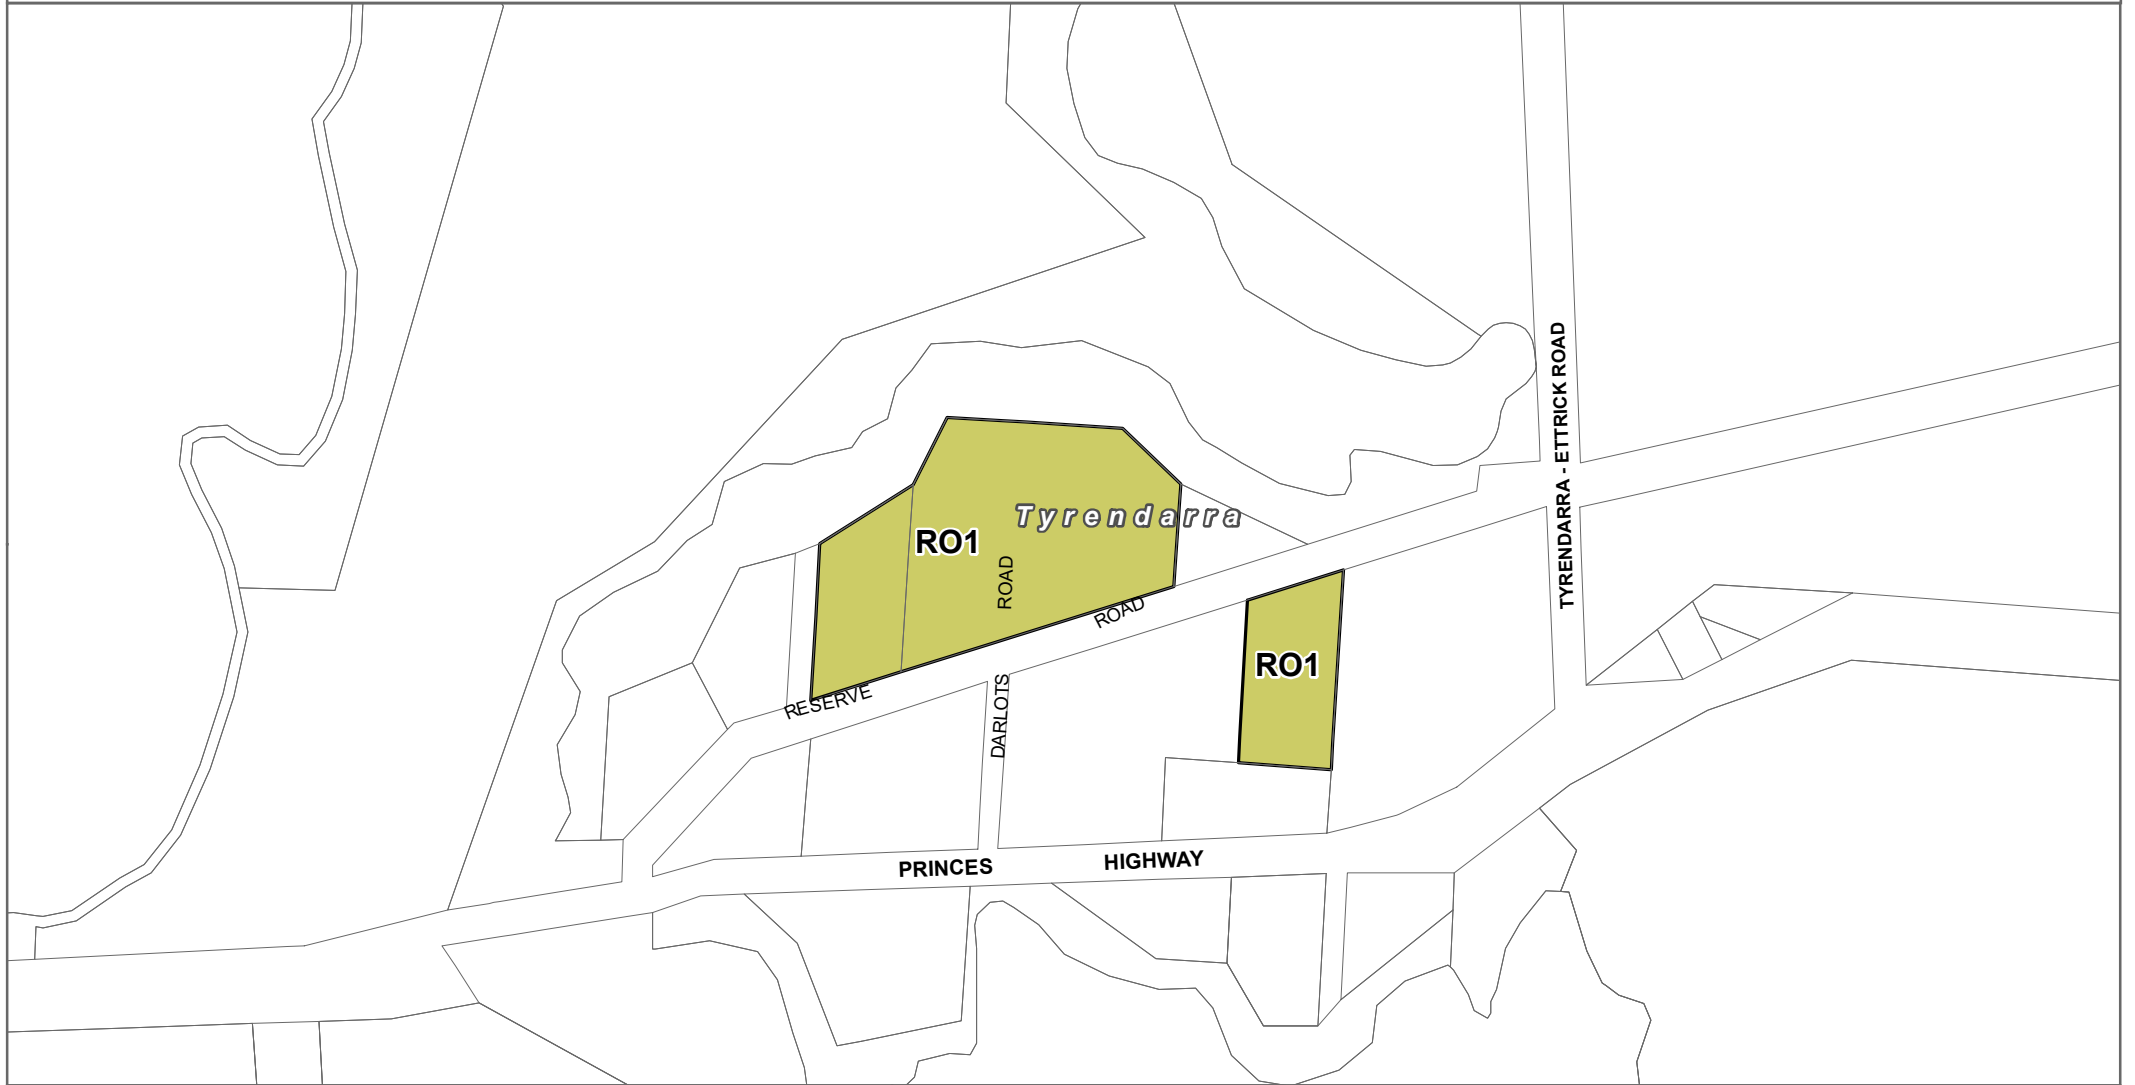 TYRENDARRA - ETTRICK ROAD
Tyrendarra
RO1
ROAD
RESERVE ROAD
RO1
DARLOTS
PRINCES HIGHWAY